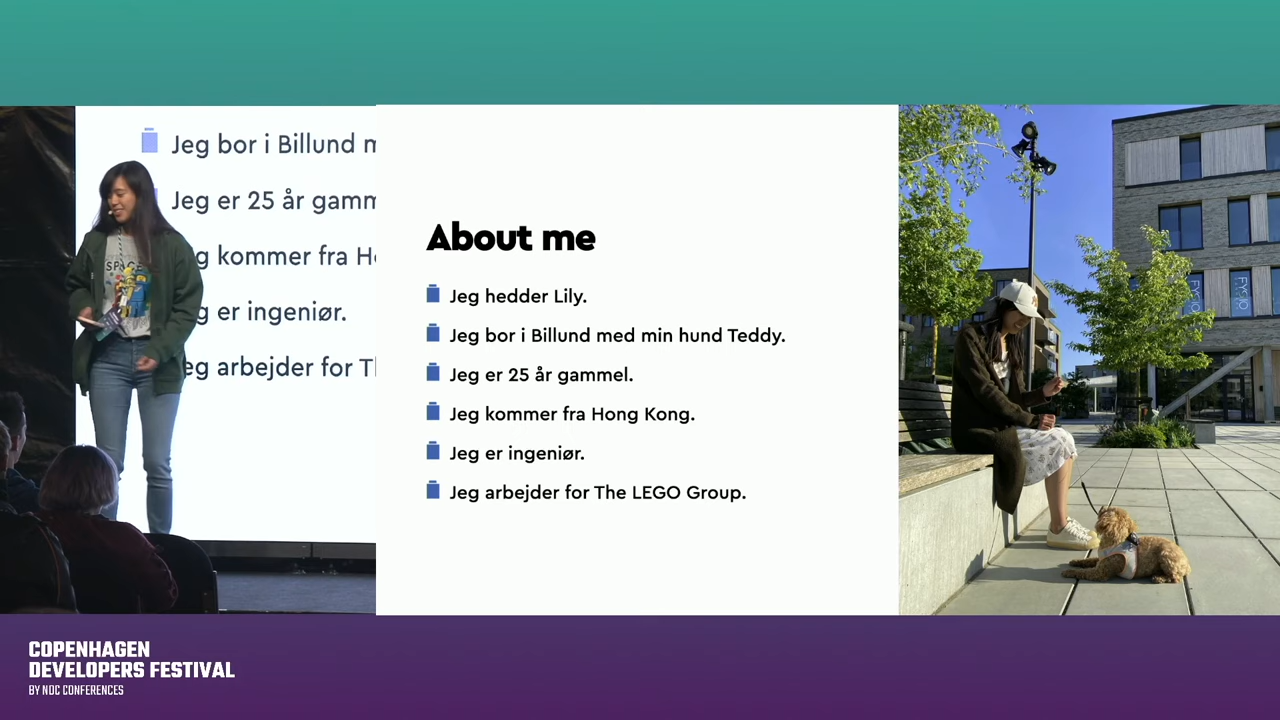 Jeg bor i Billund m
Jeg er 25 år gamm
g kommer fra H
g er ingeniør.
eg arbejder for T
SPACE
About me
Jeg hedder Lily.
Jeg bor i Billund med min hund Teddy.
Jeg er 25 år gammel.
Jeg kommer fra Hong Kong.
Jeg er ingeniør.
Jeg arbejder for The LEGO Group.
COPENHAGEN
DEVELOPERS FESTIVAL
BY NDC CONFERENCES